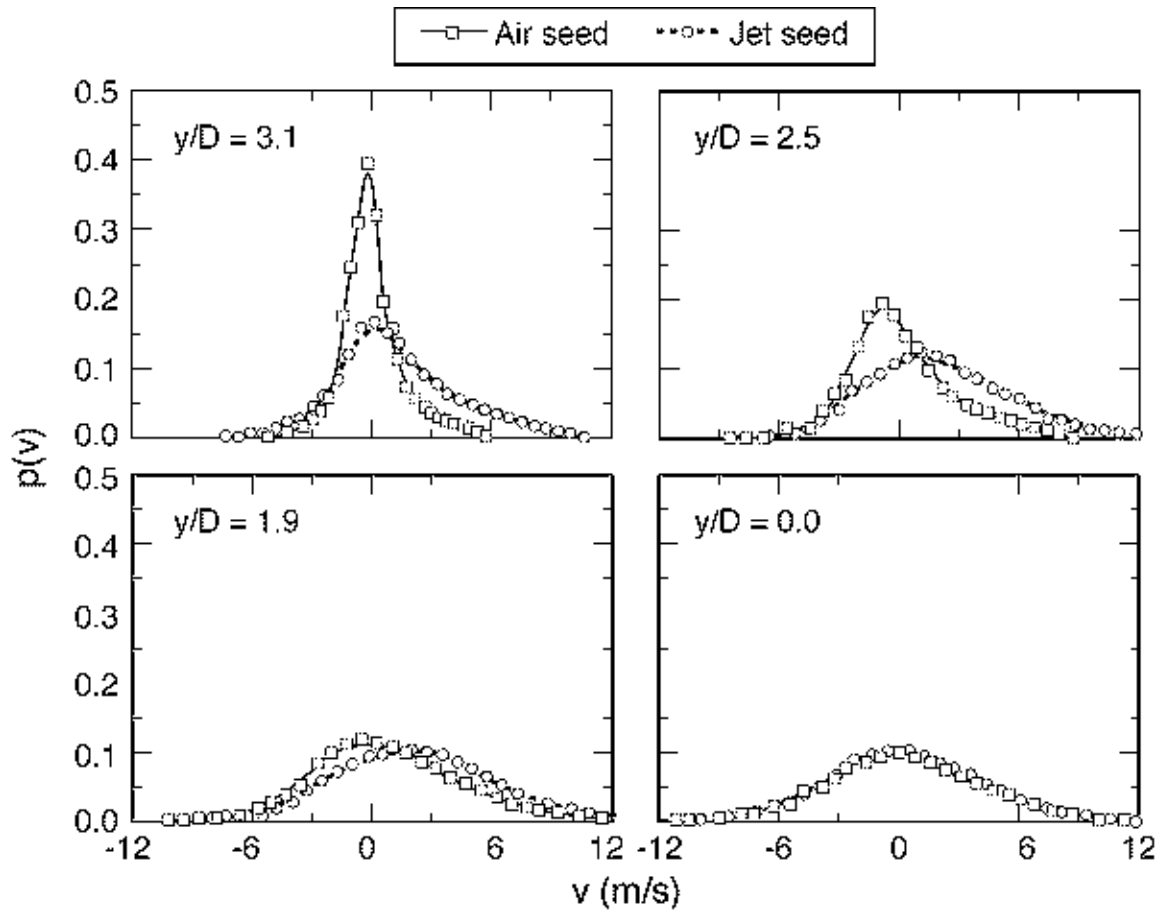 Air seed Jet seed
0.5
y/D = 3.1 y/D = 2.5
0.4
0.3
0.2
0.1
0.0
p(v)
0.5
y/D = 1.9 y/D = 0.0
0.4
0.3
0.2
0.1
0.0
-12 -6 0 6 12 -12 -6 0 6 12
v (m/s)